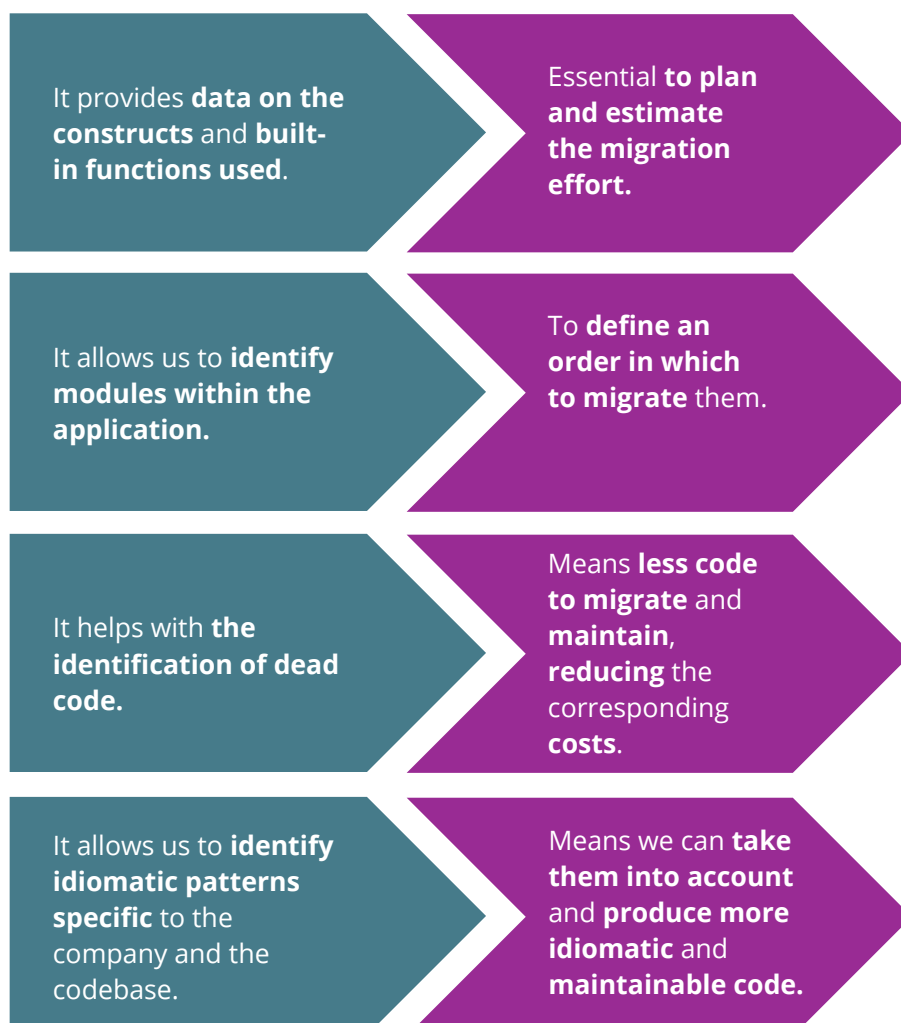 It provides data on the
constructs and built-
in functions used.
Essential to plan
and estimate
the migration
effort.
It allows us to identify
modules within the
application.
To define an
order in which
to migrate them.
It helps with the
identification of dead
code.
Means less code
to migrate and
maintain,
reducing the
corresponding
costs.
It allows us to identify
idiomatic patterns
specific to the
company and the
codebase.
Means we can take
them into account
and produce more
idiomatic and
maintainable code.